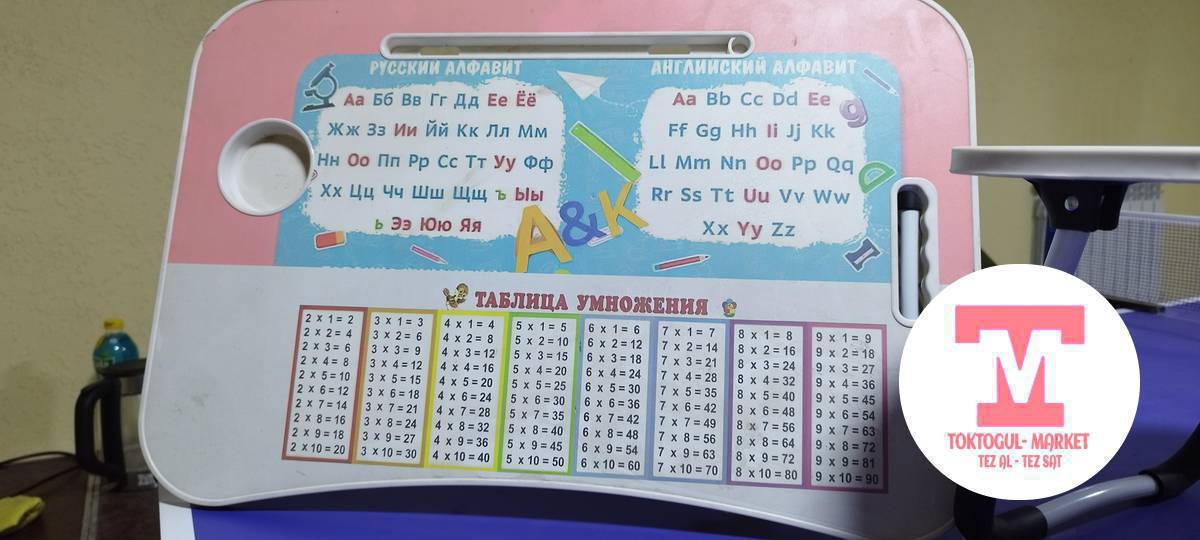 РУССКИЙ АЛФАВИТ
Аа Бб Вв Гг Дд Ее Ёё
Жж Зз Ии Йй Кк Лл Мм
Нн Оо Пп Рр Сс Тт Уу Фф
Хх Цц Чч Шш Щщ ъ Ыы
ь Ээ Юю Яя
АНГЛИЙСКИЙ АЛФАВИТ
Aa Bb Cc Dd Ee
Ff Gg Hh Ii Jj Kk
Ll Mm Nn Oo Pp Qq
Rr Ss Tt Uu Vv Ww
Xx Yy Zz
A&K
ТАБЛИЦА УМНОЖЕНИЯ
2 x 1 = 2
2 x 2 = 4
2 x 3 = 6
2 x 4 = 8
2 x 5 = 10
2 x 6 = 12
2 x 7 = 14
2 x 8 = 16
2 x 9 = 18
2 x 10 = 20
3 x 1 = 3
3 x 2 = 6
3 x 3 = 9
3 x 4 = 12
3 x 5 = 15
3 x 6 = 18
3 x 7 = 21
3 x 8 = 24
3 x 9 = 27
3 x 10 = 30
4 x 1 = 4
4 x 2 = 8
4 x 3 = 12
4 x 4 = 16
4 x 5 = 20
4 x 6 = 24
4 x 7 = 28
4 x 8 = 32
4 x 9 = 36
4 x 10 = 40
5 x 1 = 5
5 x 2 = 10
5 x 3 = 15
5 x 4 = 20
5 x 5 = 25
5 x 6 = 30
5 x 7 = 35
5 x 8 = 40
5 x 9 = 45
5 x 10 = 50
6 x 1 = 6
6 x 2 = 12
6 x 3 = 18
6 x 4 = 24
6 x 5 = 30
6 x 6 = 36
6 x 7 = 42
6 x 8 = 48
6 x 9 = 54
6 x 10 = 60
7 x 1 = 7
7 x 2 = 14
7 x 3 = 21
7 x 4 = 28
7 x 5 = 35
7 x 6 = 42
7 x 7 = 49
7 x 8 = 56
7 x 9 = 63
7 x 10 = 70
8 x 1 = 8
8 x 2 = 16
8 x 3 = 24
8 x 4 = 32
8 x 5 = 40
8 x 6 = 48
8 x 7 = 56
8 x 8 = 64
8 x 9 = 72
8 x 10 = 80
9 x 1 = 9
9 x 2 = 18
9 x 3 = 27
9 x 4 = 36
9 x 5 = 45
9 x 6 = 54
9 x 7 = 63
9 x 8 = 72
9 x 9 = 81
9 x 10 = 90
TM
TOKTOGUL- MARKET
TEZ AL - TEZ SAT